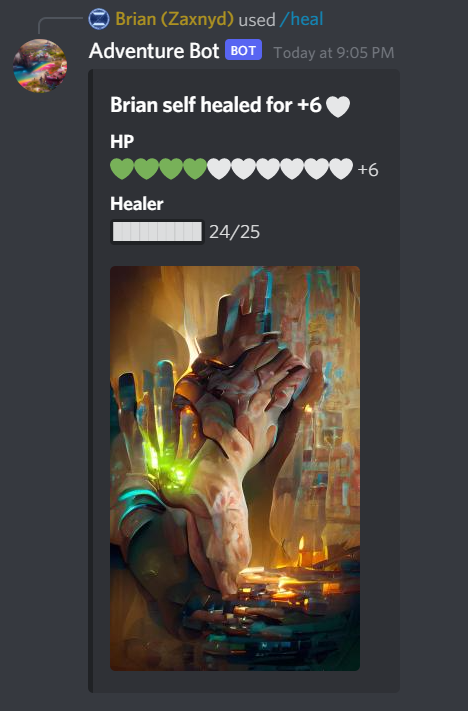 Brian (Zaxnyd) used /heal
Adventure Bot BOT Today at 9:05 PM
Brian self healed for +6
HP
+6
Healer
24/25